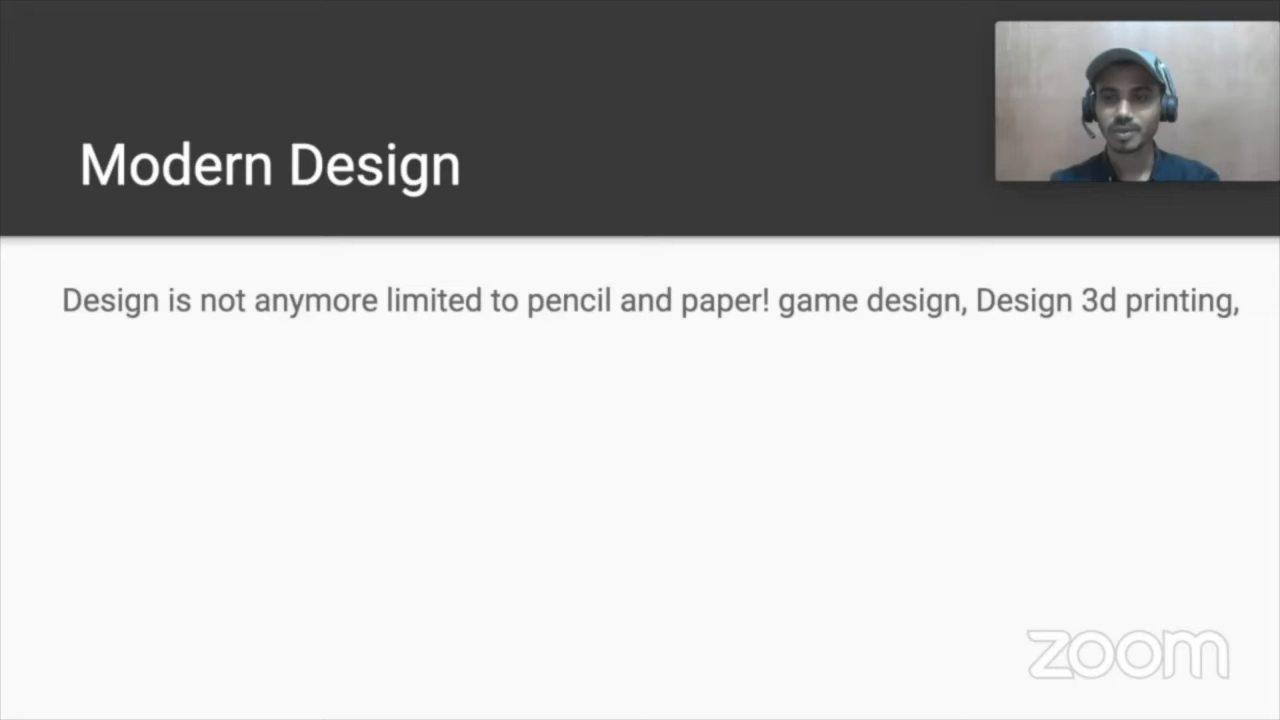 Modern Design
Design is not anymore limited to pencil and paper! game design, Design 3d printing,
zoom